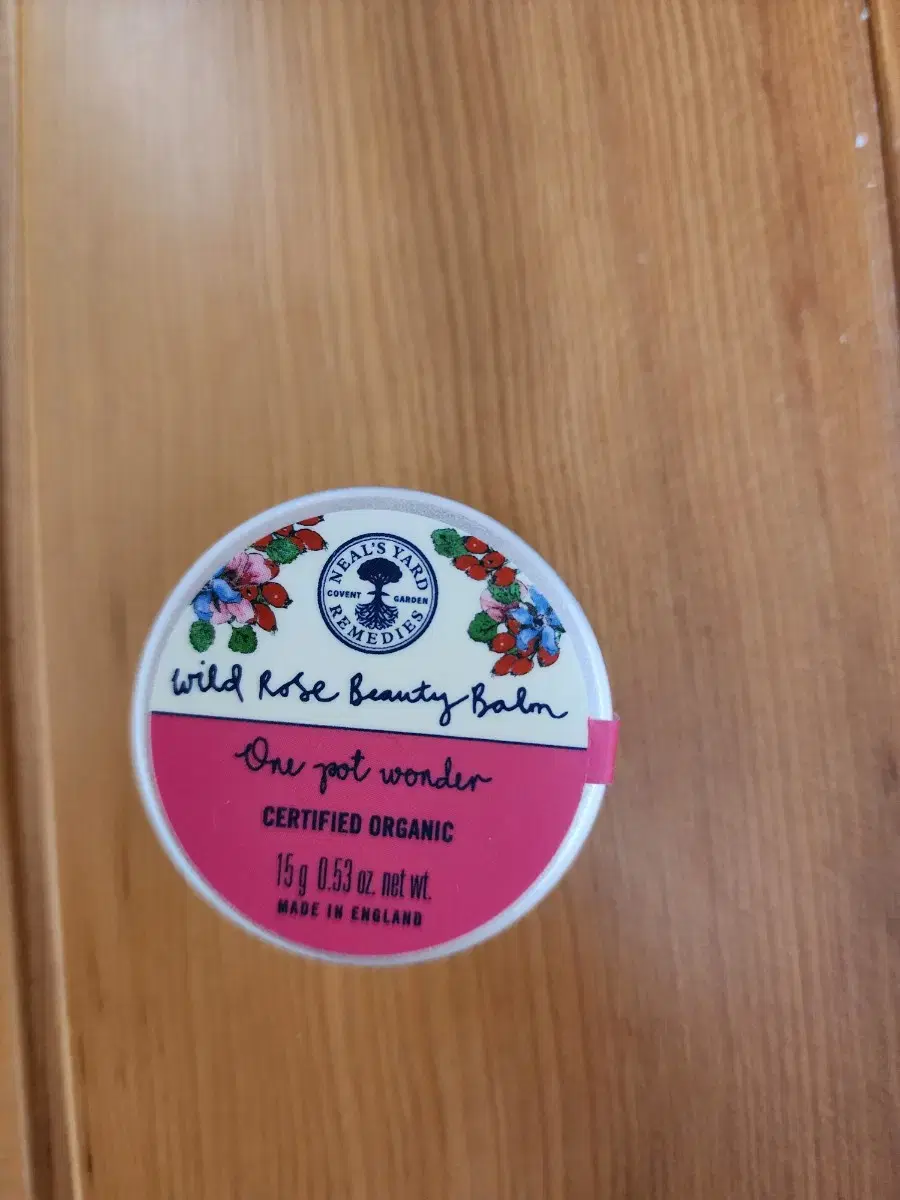 NEAL'S YARD
COVENT GARDEN
REMEDIES
Wild Rose Beauty Balm
One pot wonder
CERTIFIED ORGANIC
15g 0.53 oz. net wt.
MADE IN ENGLAND